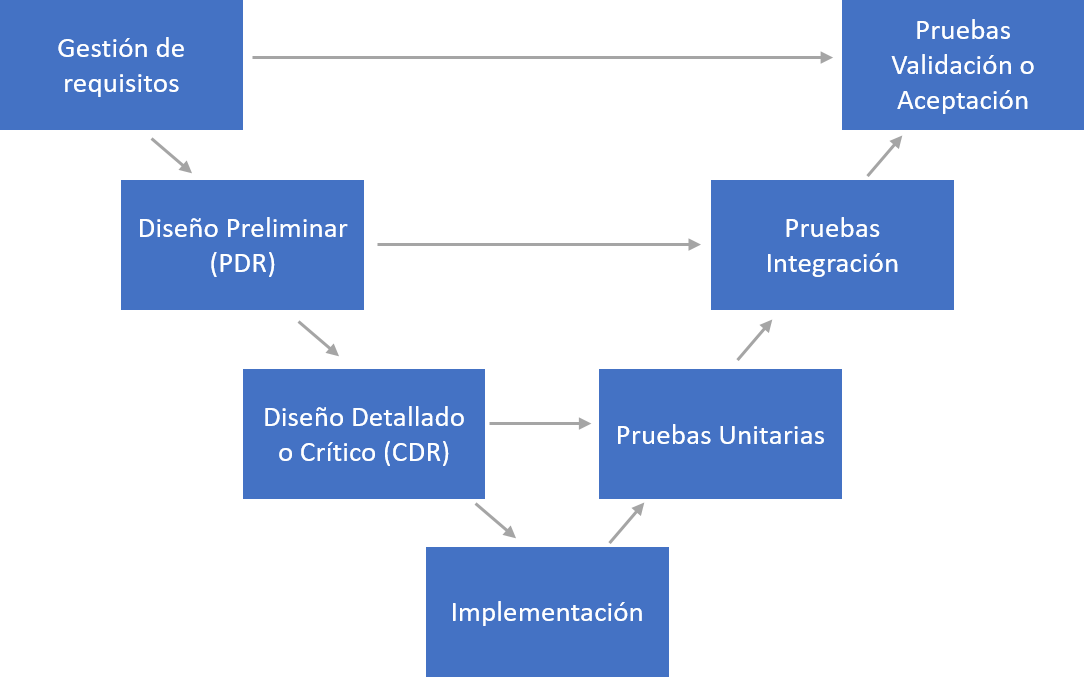 Gestión de
requisitos
Pruebas
Validación o
Aceptación
Diseño Preliminar
(PDR)
Pruebas
Integración
Diseño Detallado
o Crítico (CDR)
Pruebas Unitarias
Implementación